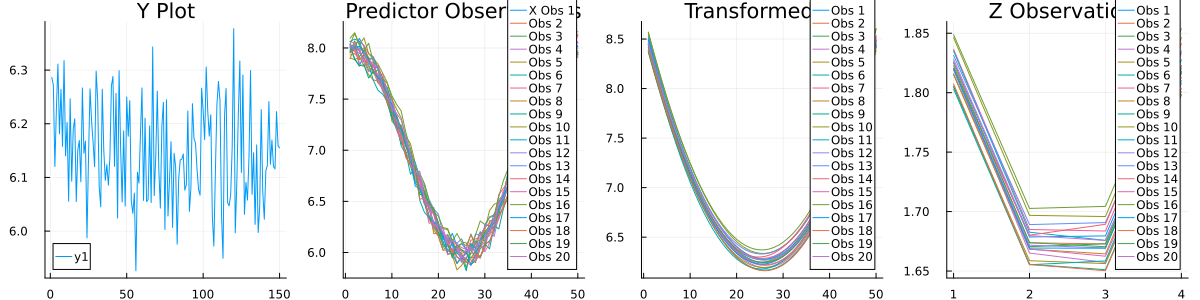 Y Plot
6.3
6.2
6.1
6.0
0
50
100
150
y1
Predictor Obser s
8.0
7.5
7.0
6.5
6.0
0
10
20
30
40
50
X Obs 1
Obs 2
Obs 3
Obs 4
Obs 5
Obs 6
Obs 7
Obs 8
Obs 9
Obs 10
Obs 11
Obs 12
Obs 13
Obs 14
Obs 15
Obs 16
Obs 17
Obs 18
Obs 19
Obs 20
Transformed
8.5
8.0
7.5
7.0
6.5
0
10
20
30
40
50
Obs 1
Obs 2
Obs 3
Obs 4
Obs 5
Obs 6
Obs 7
Obs 8
Obs 9
Obs 10
Obs 11
Obs 12
Obs 13
Obs 14
Obs 15
Obs 16
Obs 17
Obs 18
Obs 19
Obs 20
Z Observatio
1.85
1.80
1.75
1.70
1.65
1
2
3
4
Obs 1
Obs 2
Obs 3
Obs 4
Obs 5
Obs 6
Obs 7
Obs 8
Obs 9
Obs 10
Obs 11
Obs 12
Obs 13
Obs 14
Obs 15
Obs 16
Obs 17
Obs 18
Obs 19
Obs 20